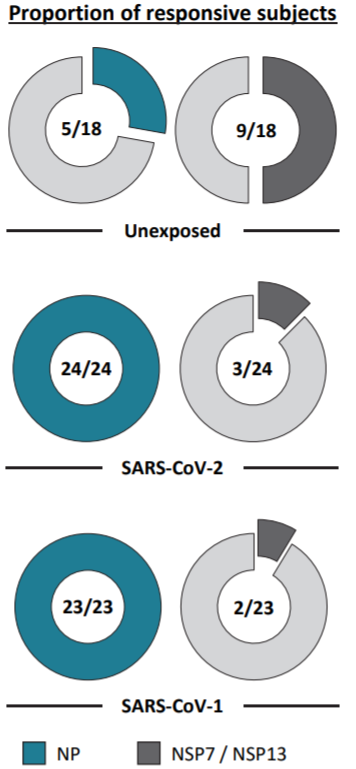 Proportion of responsive subjects
5/18 9/18
Unexposed
24/24 3/24
SARS-CoV-2
23/23 2/23
SARS-CoV-1
NP NSP7 / NSP13